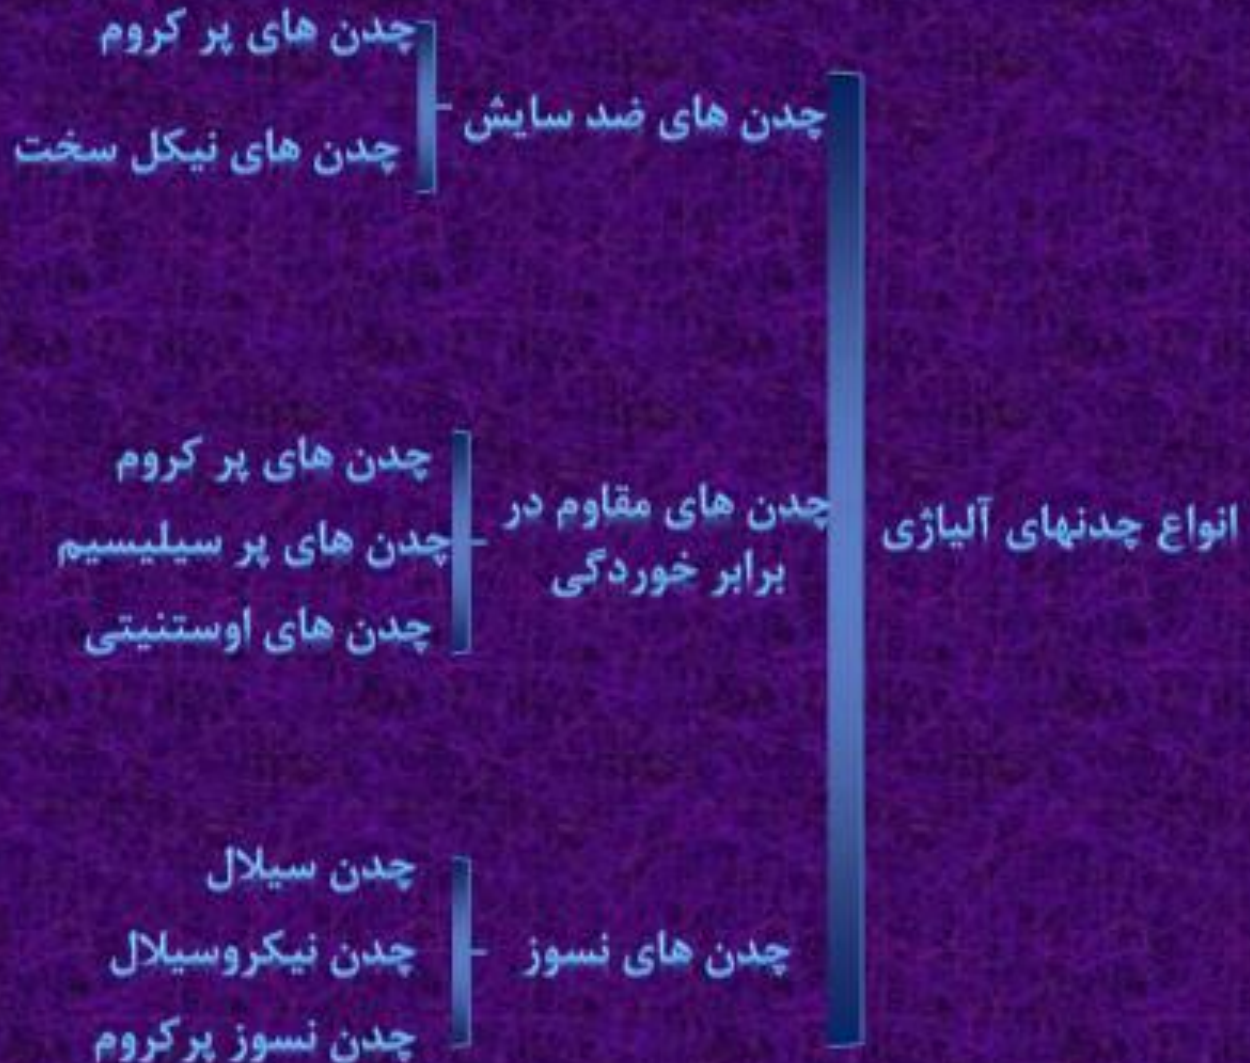 انواع چدنهای آلیاژی
چدن های ضد سایش
چدن های پر کروم
چدن های نیکل سخت
چدن های مقاوم در
برابر خوردگی
چدن های پر کروم
چدن های پر سیلیسیم
چدن های اوستنیتی
چدن های نسوز
چدن سیلال
چدن نیکروسیلال
چدن نسوز پرکروم